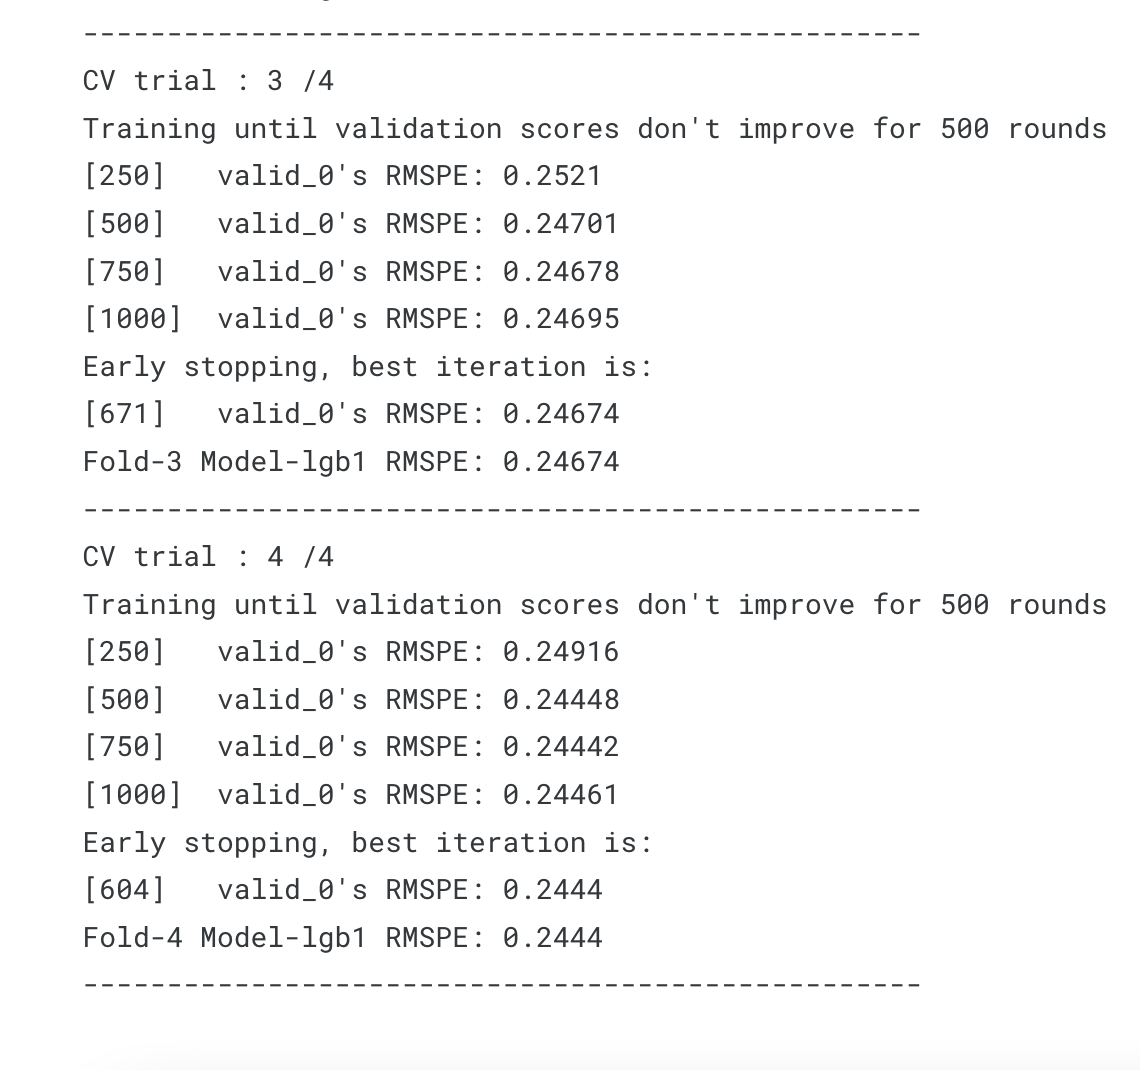 --------------------------------------------------
CV trial : 3 /4
Training until validation scores don't improve for 500 rounds
[250]	valid_0's RMSPE: 0.2521
[500]	valid_0's RMSPE: 0.24701
[750]	valid_0's RMSPE: 0.24678
[1000]	valid_0's RMSPE: 0.24695
Early stopping, best iteration is:
[671]	valid_0's RMSPE: 0.24674
Fold-3 Model-lgb1 RMSPE: 0.24674
--------------------------------------------------
CV trial : 4 /4
Training until validation scores don't improve for 500 rounds
[250]	valid_0's RMSPE: 0.24916
[500]	valid_0's RMSPE: 0.24448
[750]	valid_0's RMSPE: 0.24442
[1000]	valid_0's RMSPE: 0.24461
Early stopping, best iteration is:
[604]	valid_0's RMSPE: 0.2444
Fold-4 Model-lgb1 RMSPE: 0.2444
--------------------------------------------------